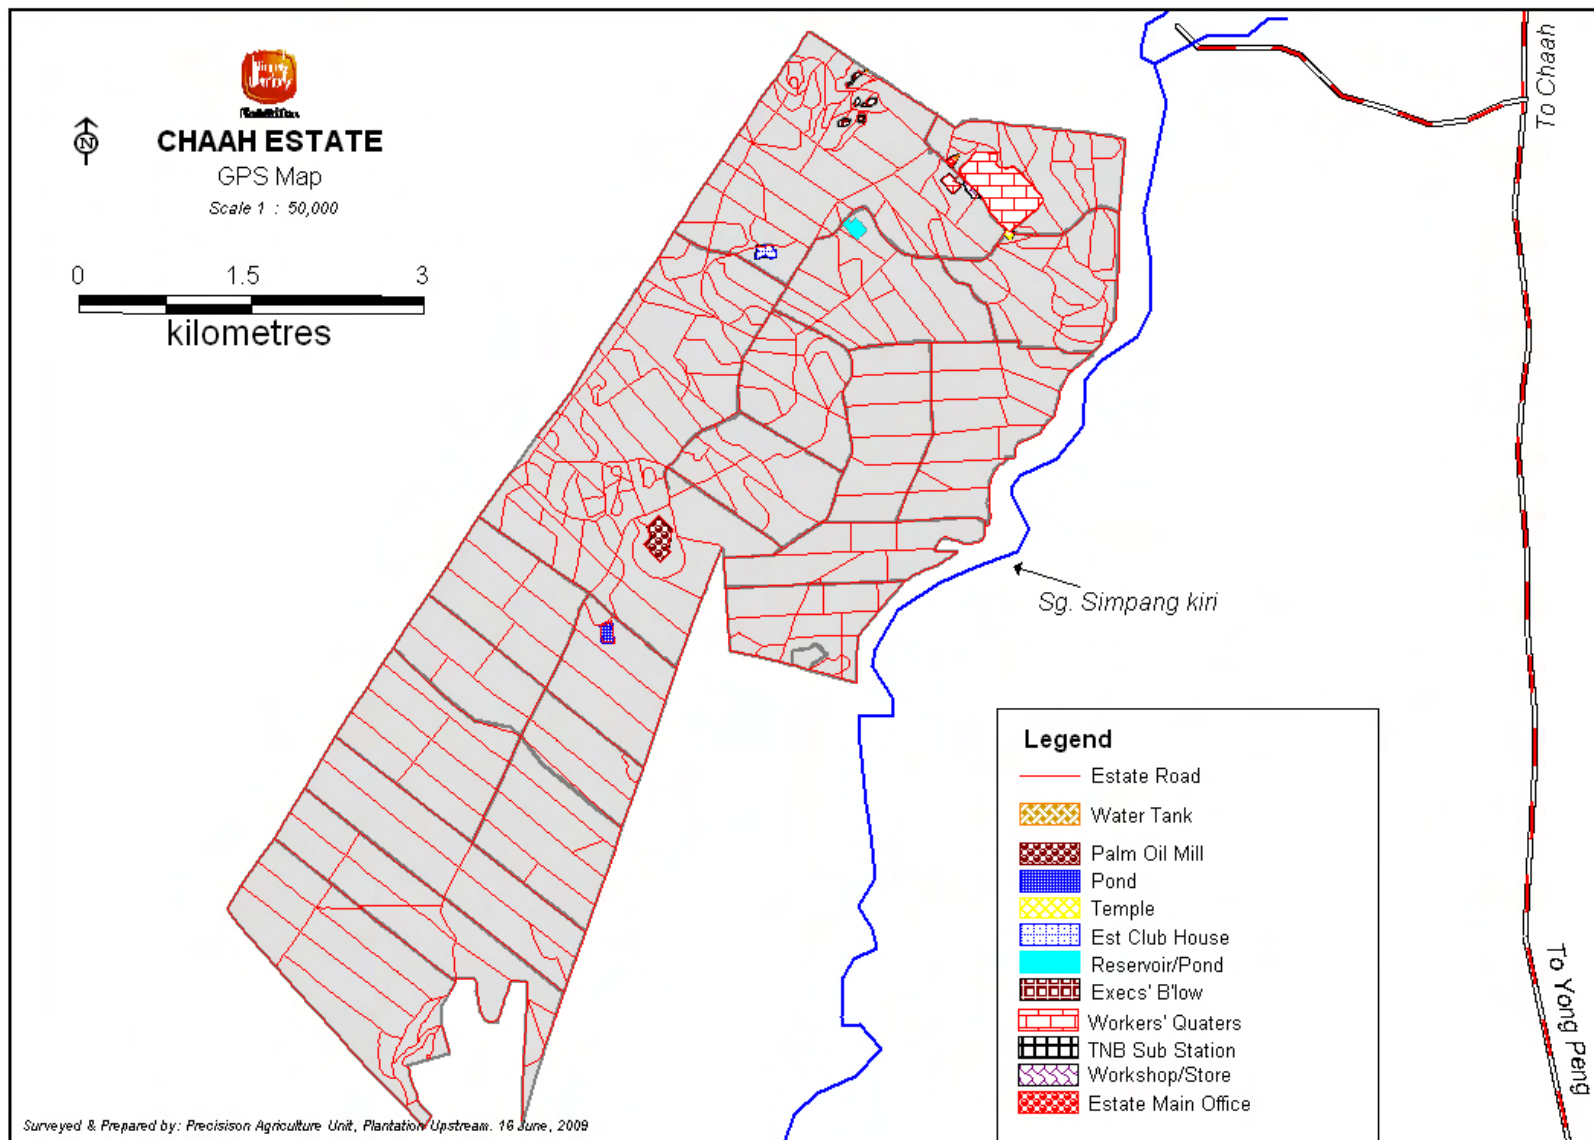 CHAAH ESTATE
GPS Map
Scale 1 : 50,000
N
0 1.5 3
kilometres
To Chaah
Sg. Simpang kiri
Legend
Estate Road
Water Tank
Palm Oil Mill
Pond
Temple
Est Club House
Reservoir/Pond
Execs' B'low
Workers' Quaters
TNB Sub Station
Workshop/Store
Estate Main Office
To Yong Peng
Surveyed & Prepared by: Precisison Agriculture Unit, Plantation Upstream. 16 June, 2009